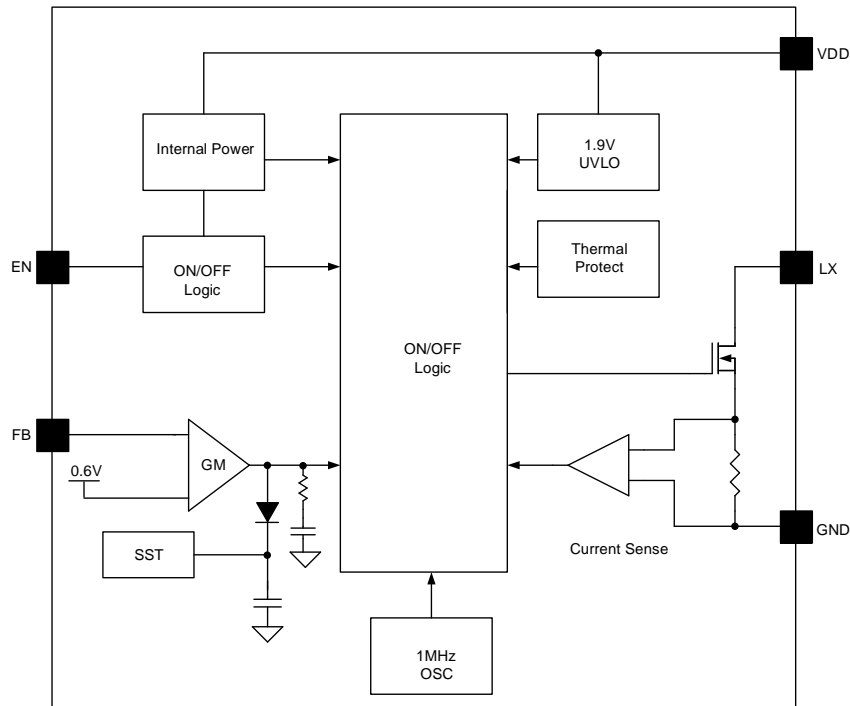 VDD
Internal Power
1.9V
UVLO
EN
ON/OFF
Logic
Thermal
Protect
LX
ON/OFF
Logic
FB
GM
0.6V
SST
Current Sense
GND
1MHz
OSC